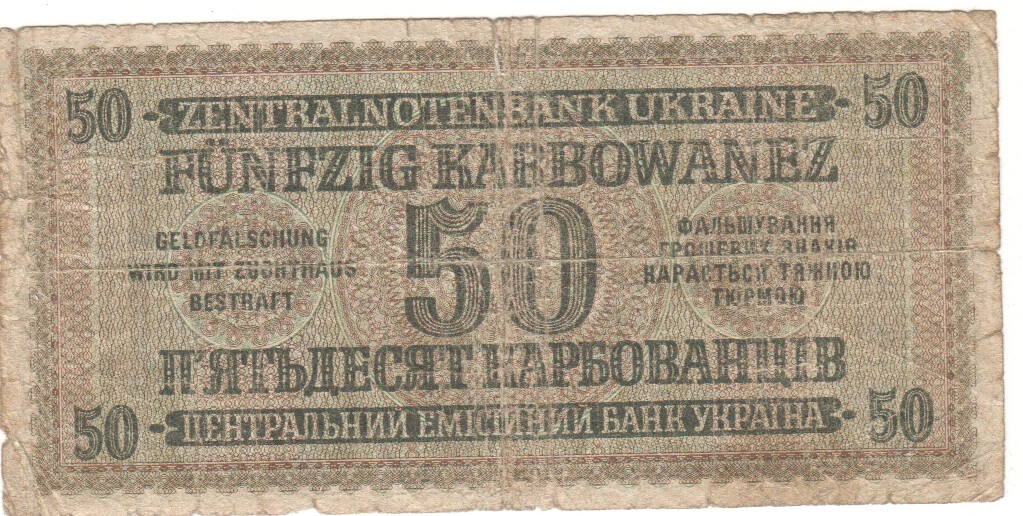 50 ZENTRALNOTENBANK UKRAINE 50
FÜNFZIG KARBOWANEZ
50
GELDFÄLSCHUNG
WIRD MIT ZUCHTHAUS
BESTRAFT
ФАЛЬШУВАННЯ
ГРОШЕВИХ ЗНАКІВ
КАРАЄТЬСЯ ТЯЖКОЮ
ТЮРМОЮ
П'ЯТЬДЕСЯТ КАРБОВАНЦІВ
50 ЦЕНТРАЛЬНИЙ ЕМІСІЙНИЙ БАНК УКРАЇНА 50